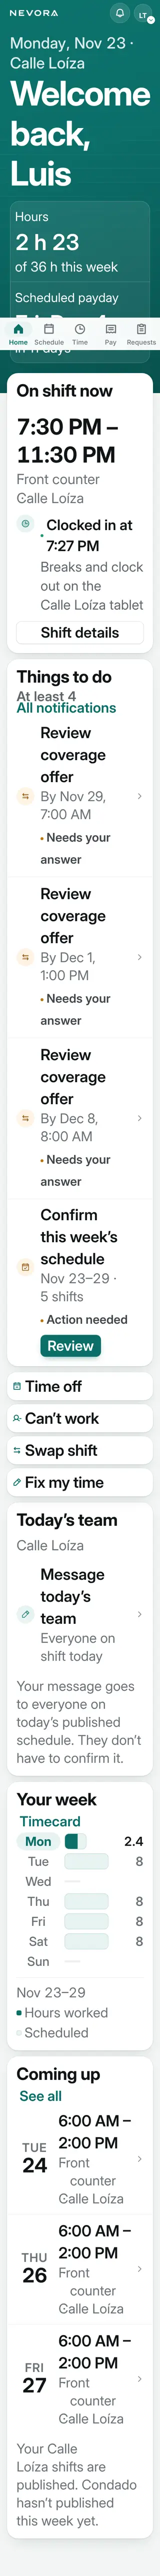 NEVORA
LT
Monday, Nov 23 ·
Calle Loíza
Welcome
back,
Luis
Hours
2 h 23
of 36 h this week
Scheduled payday
Home
Schedule
Time
Pay
Requests
days
On shift now
7:30 PM –
11:30 PM
Front counter
Calle Loíza
Clocked in at
7:27 PM
Breaks and clock
out on the
Calle Loíza tablet
Shift details
Things to do
At least 4
All notifications
Review
coverage
offer
By Nov 29,
7:00 AM
Needs your
answer
Review
coverage
offer
By Dec 1,
1:00 PM
Needs your
answer
Review
coverage
offer
By Dec 8,
8:00 AM
Needs your
answer
Confirm
this week’s
schedule
Nov 23–29 ·
5 shifts
Action needed
Review
Time off
Can’t work
Swap shift
Fix my time
Today’s team
Calle Loíza
Message
today’s
team
Everyone on
shift today
Your message goes
to everyone on
today’s published
schedule. They don’t
have to confirm it.
Your week
Timecard
Mon 2.4
Tue 8
Wed
Thu 8
Fri 8
Sat 8
Sun
Nov 23–29
Hours worked
Scheduled
Coming up
See all
TUE
24
6:00 AM –
2:00 PM
Front
counter
Calle Loíza
THU
26
6:00 AM –
2:00 PM
Front
counter
Calle Loíza
FRI
27
6:00 AM –
2:00 PM
Front
counter
Calle Loíza
Your Calle
Loíza shifts are
published. Condado
hasn’t published
this week yet.